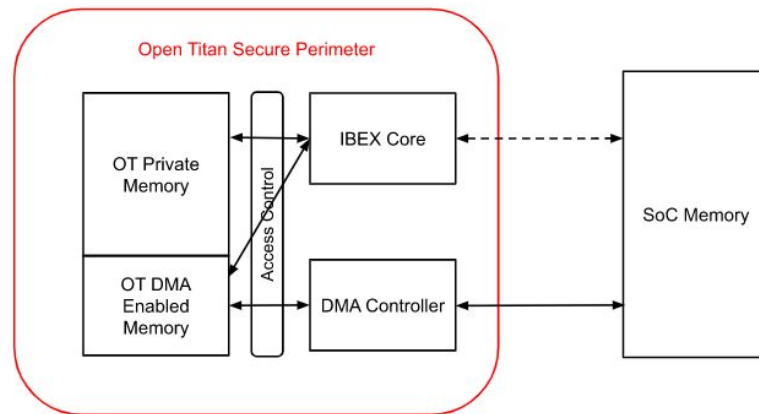 Open Titan Secure Perimeter
OT Private
Memory
Access Control
IBEX Core
SoC Memory
OT DMA
Enabled
Memory
DMA Controller